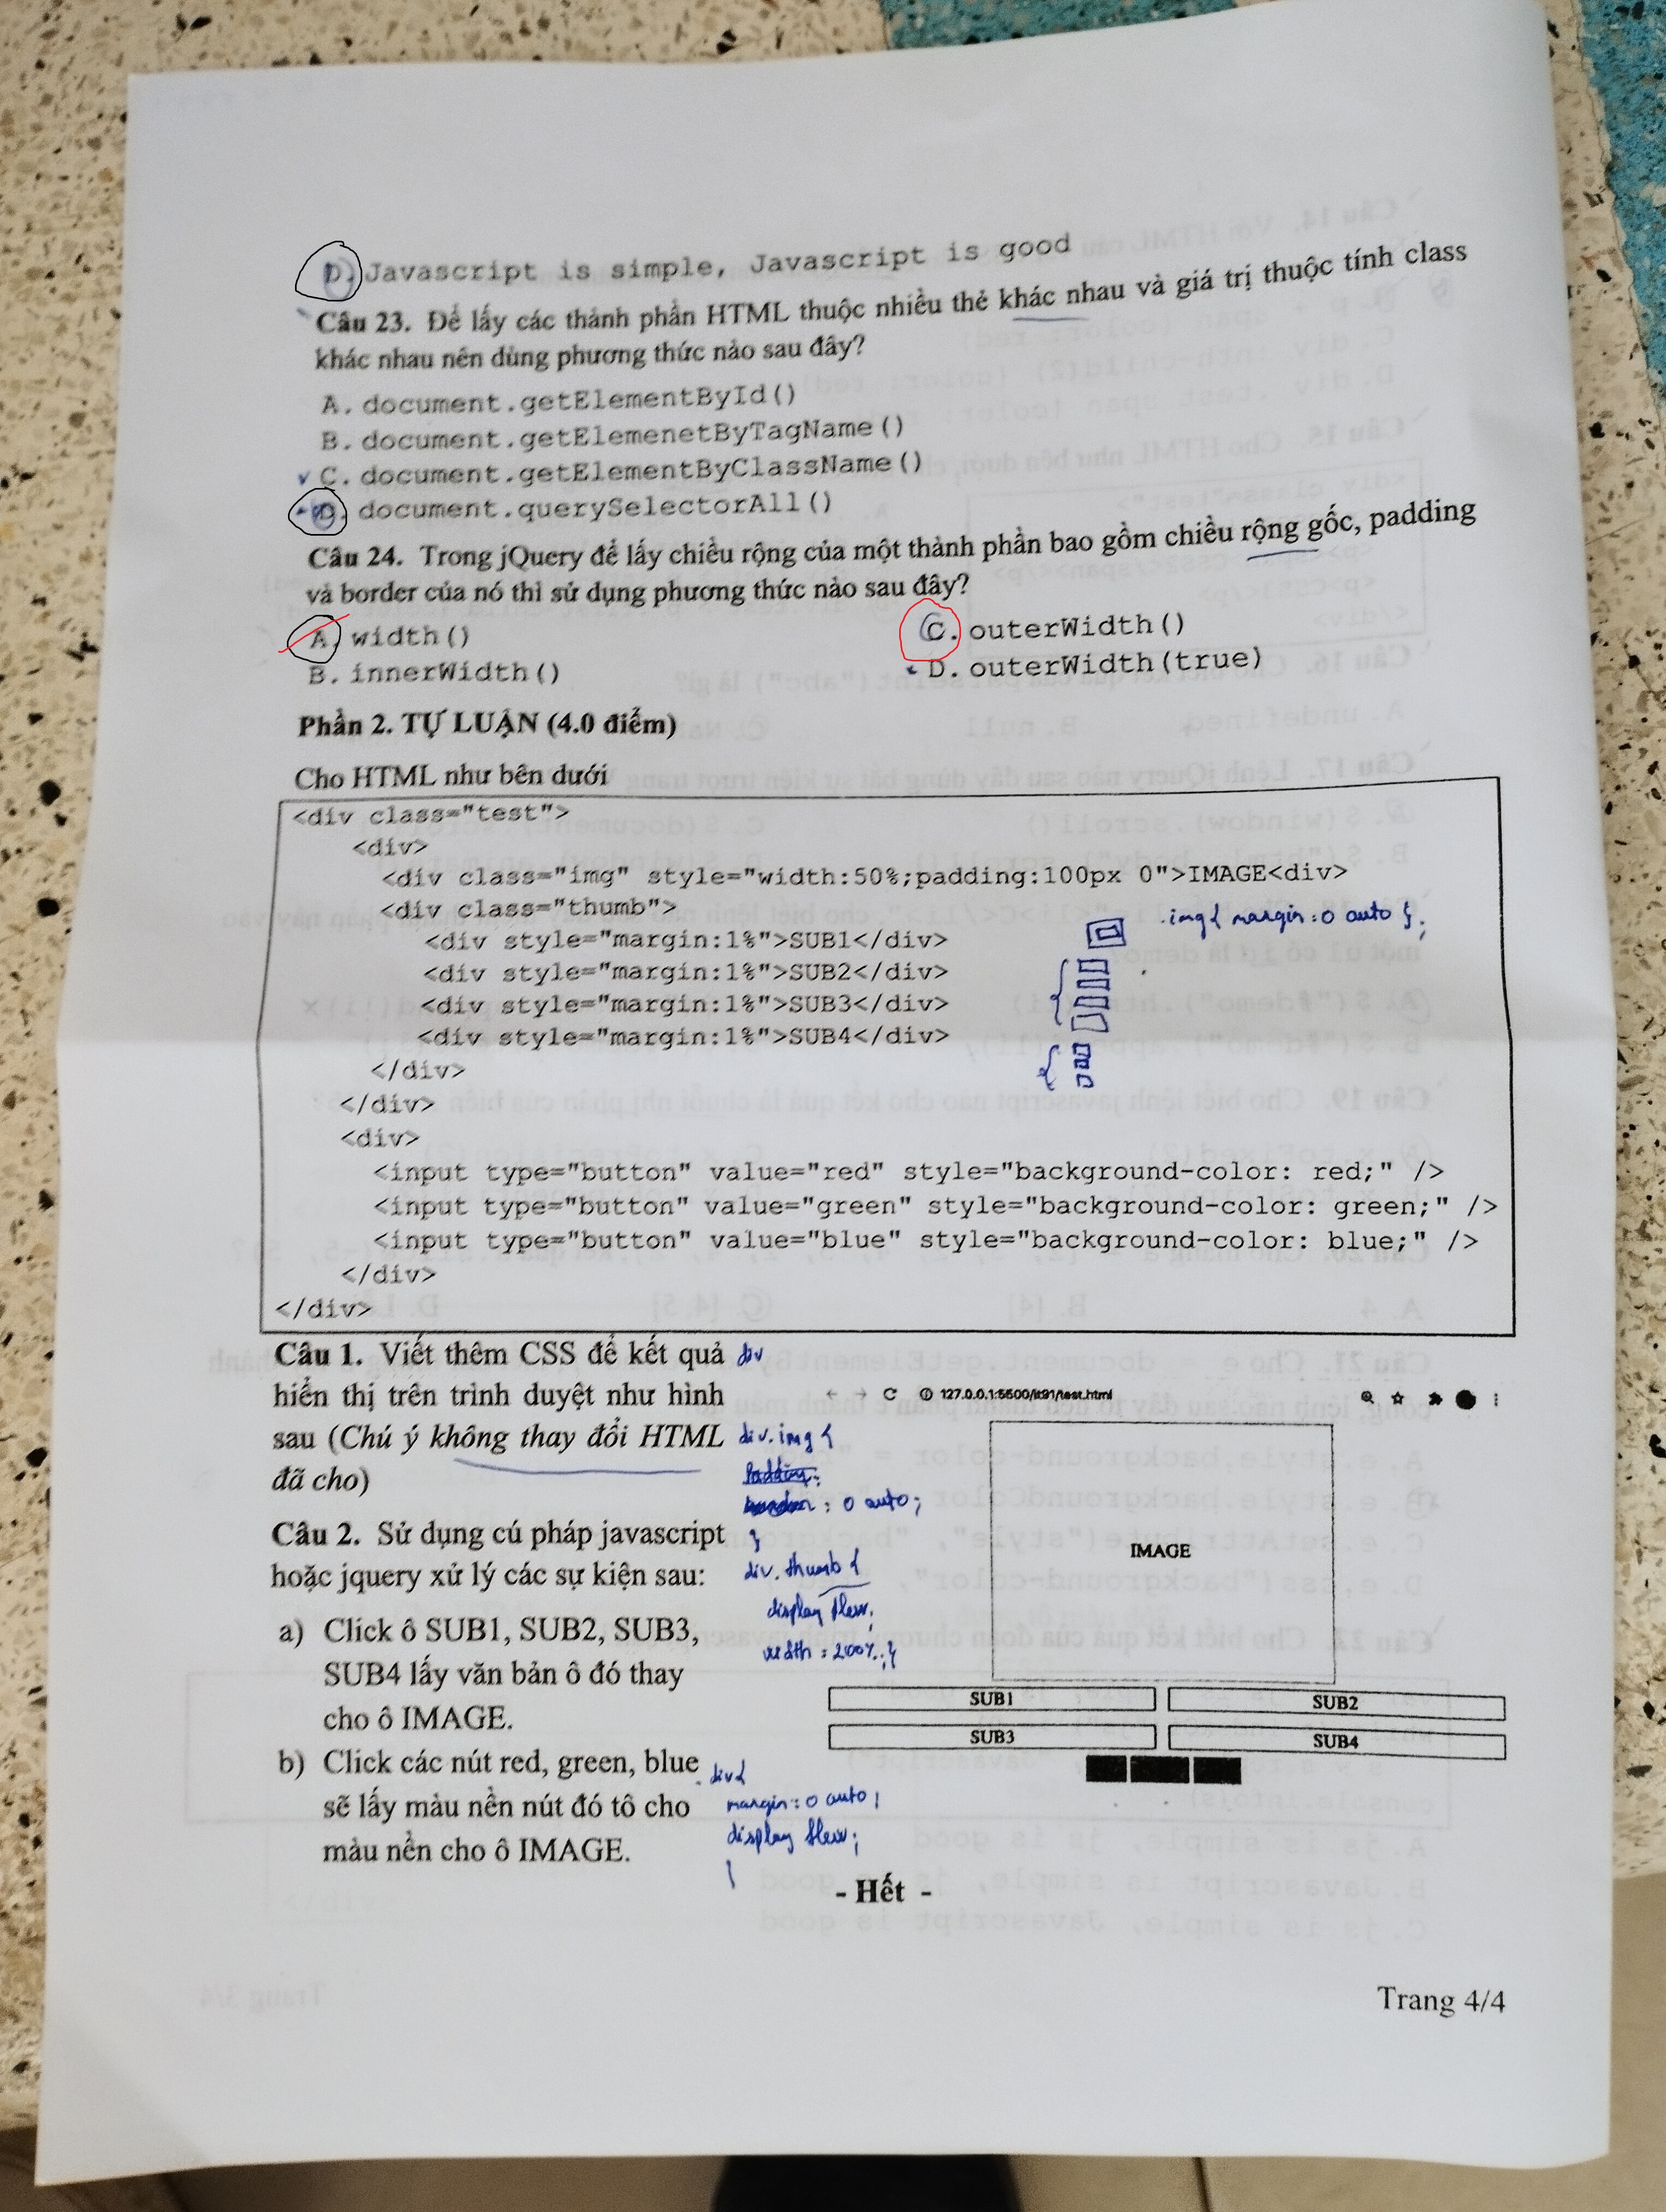 D. Javascript is simple, Javascript is good
Câu 23. Để lấy các thành phần HTML thuộc nhiều thẻ khác nhau và giá trị thuộc tính class
khác nhau nên dùng phương thức nào sau đây?
A. document.getElementById()
B. document.getElemenetByTagName()
C. document.getElementByClassName()
D. document.querySelectorAll()
Câu 24. Trong jQuery để lấy chiều rộng của một thành phần bao gồm chiều rộng gốc, padding
và border của nó thì sử dụng phương thức nào sau đây?
A. width()
C. outerWidth()
B. innerWidth()
D. outerWidth(true)
Phần 2. TỰ LUẬN (4.0 điểm)
Cho HTML như bên dưới
<div class="test">
<div>
<div class="img" style="width:50%;padding:100px 0">IMAGE<div>
<div class="thumb">
.img{ margin: 0 auto };
<div style="margin:1%">SUB1</div>
<div style="margin:1%">SUB2</div>
<div style="margin:1%">SUB3</div>
<div style="margin:1%">SUB4</div>
</div>
</div>
<div>
<input type="button" value="red" style="background-color: red;" />
<input type="button" value="green" style="background-color: green;" />
<input type="button" value="blue" style="background-color: blue;" />
</div>
</div>
Câu 1. Viết thêm CSS để kết quả
hiển thị trên trình duyệt như hình
sau (Chú ý không thay đổi HTML
đã cho)
Câu 2. Sử dụng cú pháp javascript
hoặc jquery xử lý các sự kiện sau:
a) Click ô SUB1, SUB2, SUB3,
SUB4 lấy văn bản ô đó thay
cho ô IMAGE.
b) Click các nút red, green, blue
sẽ lấy màu nền nút đó tô cho
màu nền cho ô IMAGE.
div
div.img {
: 0 auto;
}
div.thumb {
display flex;
width: 200%;}
div{
margin: 0 auto;
display flex;
127.0.0.1:5500/it91/test.html
IMAGE
SUB1
SUB2
SUB3
SUB4
- Hết -
Trang 4/4